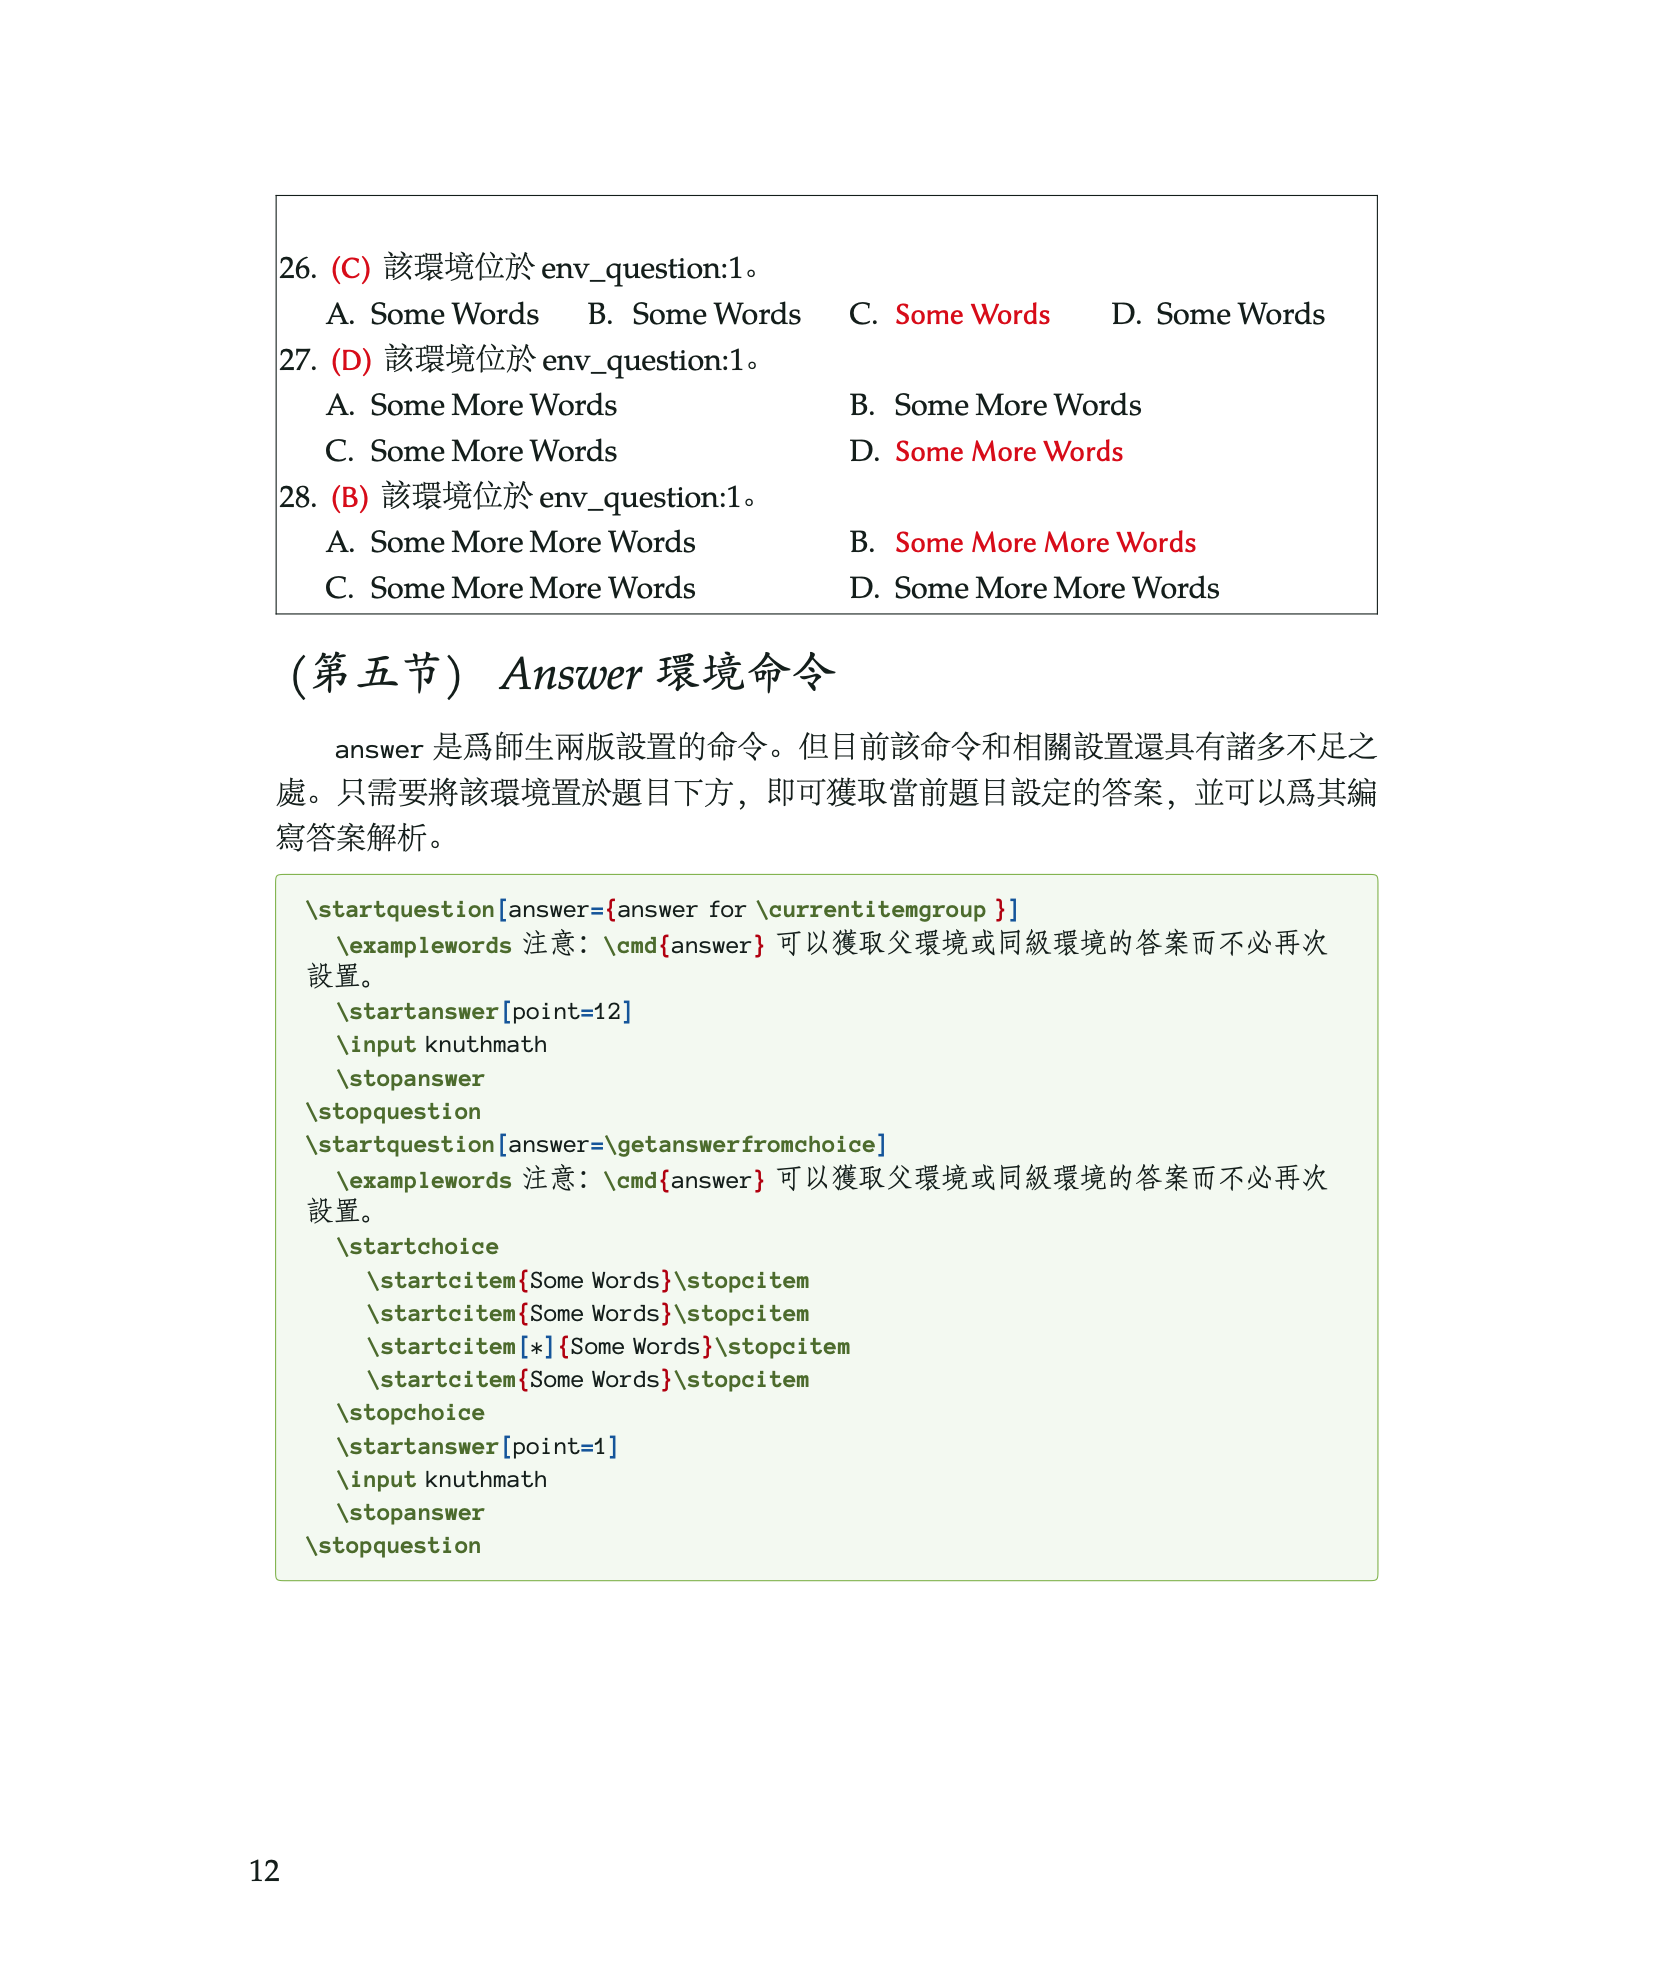 26. (C) 該環境位於 env_question:1。
A. Some Words B. Some Words C. Some Words D. Some Words
27. (D) 該環境位於 env_question:1。
A. Some More Words B. Some More Words
C. Some More Words D. Some More Words
28. (B) 該環境位於 env_question:1。
A. Some More More Words B. Some More More Words
C. Some More More Words D. Some More More Words
(第五节) Answer 環境命令
answer 是爲師生兩版設置的命令。但目前該命令和相關設置還具有諸多不足之
處。只需要將該環境置於題目下方，即可獲取當前題目設定的答案，並可以爲其編
寫答案解析。
\startquestion[answer={answer for \currentitemgroup }]
\examplewords 注意：\cmd{answer} 可以獲取父環境或同級環境的答案而不必再次
設置。
\startanswer[point=12]
\input knuthmath
\stopanswer
\stopquestion
\startquestion[answer=\getanswerfromchoice]
\examplewords 注意：\cmd{answer} 可以獲取父環境或同級環境的答案而不必再次
設置。
\startchoice
\startcitem{Some Words}\stopcitem
\startcitem{Some Words}\stopcitem
\startcitem[*]{Some Words}\stopcitem
\startcitem{Some Words}\stopcitem
\stopchoice
\startanswer[point=1]
\input knuthmath
\stopanswer
\stopquestion
12